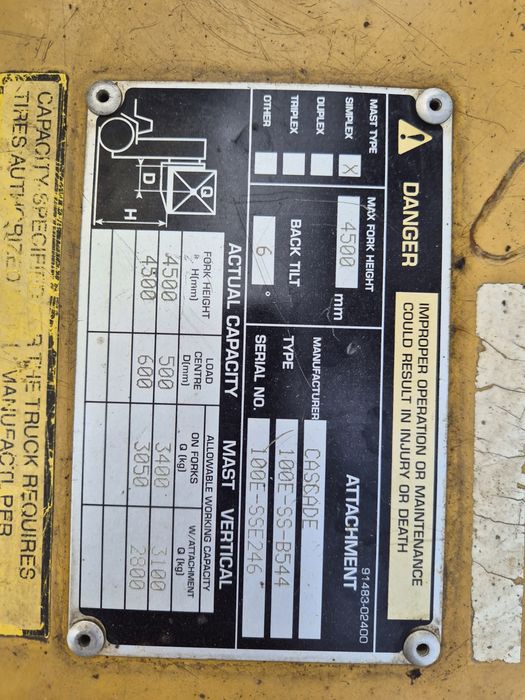 DANGER
IMPROPER OPERATION OR MAINTENANCE
COULD RESULT IN INJURY OR DEATH
91483-02400
MAST TYPE
SIMPLEX X
DUPLEX
TRIPLEX
OTHER
MAX FORK HEIGHT
4500 mm
BACK TILT
6 °
ATTACHMENT
MANUFACTURER CASCADE
TYPE 100E-SS-B544
SERIAL NO. 100E-SSE246
ACTUAL CAPACITY MAST VERTICAL
FORK HEIGHT
H(mm)
LOAD
CENTRE
D(mm)
ALLOWABLE WORKING CAPACITY
ON FORKS
Q (kg)
W/ATTACHMENT
Q (kg)
4500 500 3400 3100
4500 600 3050 2800
Q
D
H
CAPACITY SPECIFIED THE TRUCK REQUIRES
TIRES AUTHORIZED MANUFACTURER